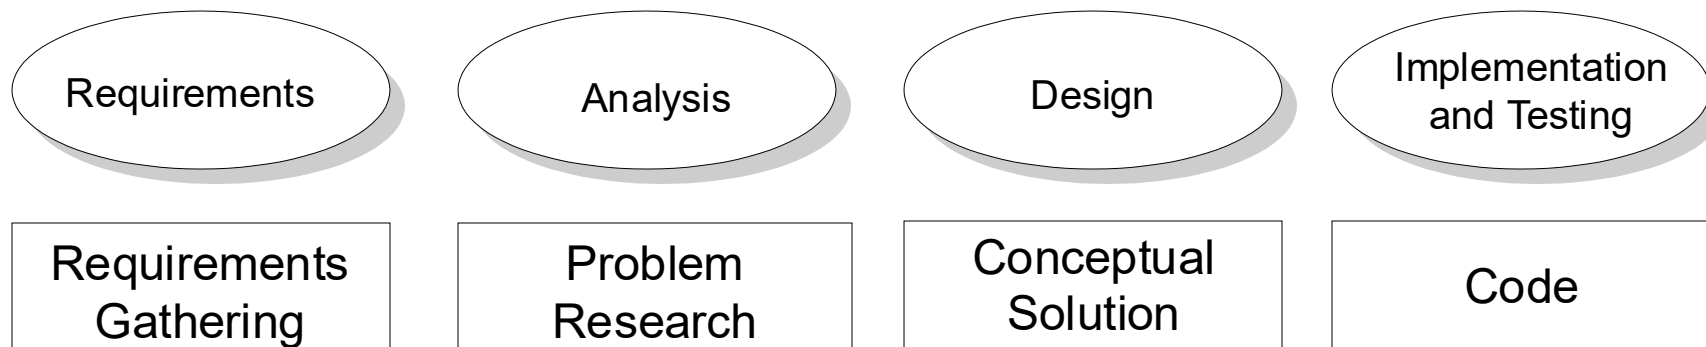 Requirements
Analysis
Design
Implementation
and Testing
Requirements
Gathering
Problem
Research
Conceptual
Solution
Code